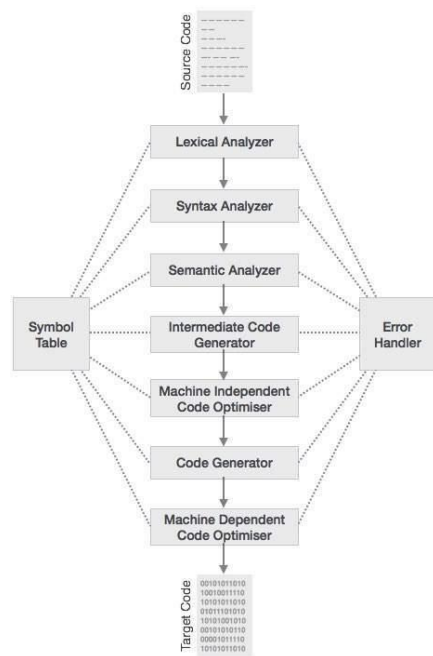 Source Code
Lexical Analyzer
Syntax Analyzer
Semantic Analyzer
Symbol
Table
Intermediate Code
Generator
Error
Handler
Machine Independent
Code Optimiser
Code Generator
Machine Dependent
Code Optimiser
Target Code
00101011010
10010011110
10101011010
01011101010
10101001010
00101010110
00001011110
10101011010